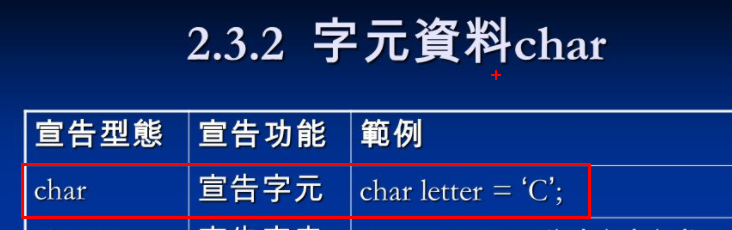 2.3.2 字元資料char
宣告型態 宣告功能 範例
char 宣告字元 char letter = ‘C’;